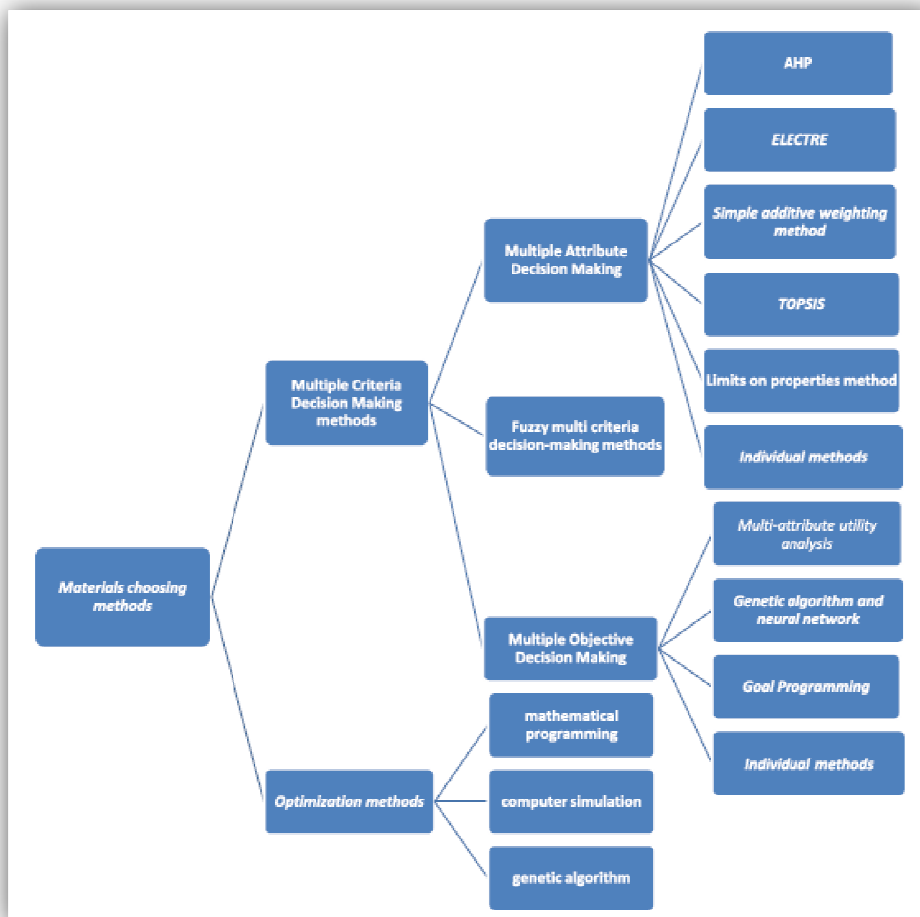 AHP
ELECTRE
Simple additive weighting
method
Multiple Attribute
Decision Making
TOPSIS
Limits on properties method
Multiple Criteria
Decision Making
methods
Fuzzy multi criteria
decision-making methods
Individual methods
Multi-attribute utility
analysis
Materials choosing
methods
Genetic algorithm and
neural network
Multiple Objective
Decision Making
Goal Programming
mathematical
programming
Individual methods
Optimization methods
computer simulation
genetic algorithm